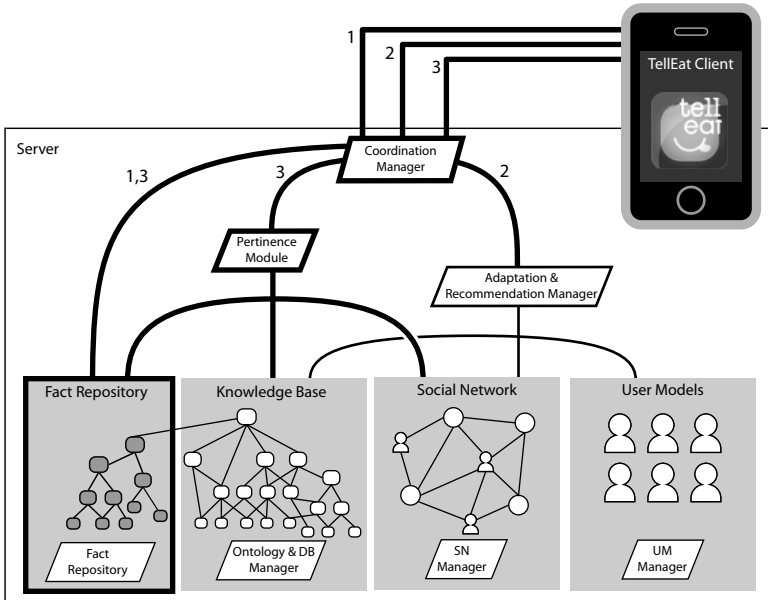 1
2
3
TellEat Client
tell
eat
Server
Coordination
Manager
1,3
3
2
Pertinence
Module
Adaptation &
Recommendation Manager
Fact Repository
Knowledge Base
Social Network
User Models
Fact
Repository
Ontology & DB
Manager
SN
Manager
UM
Manager